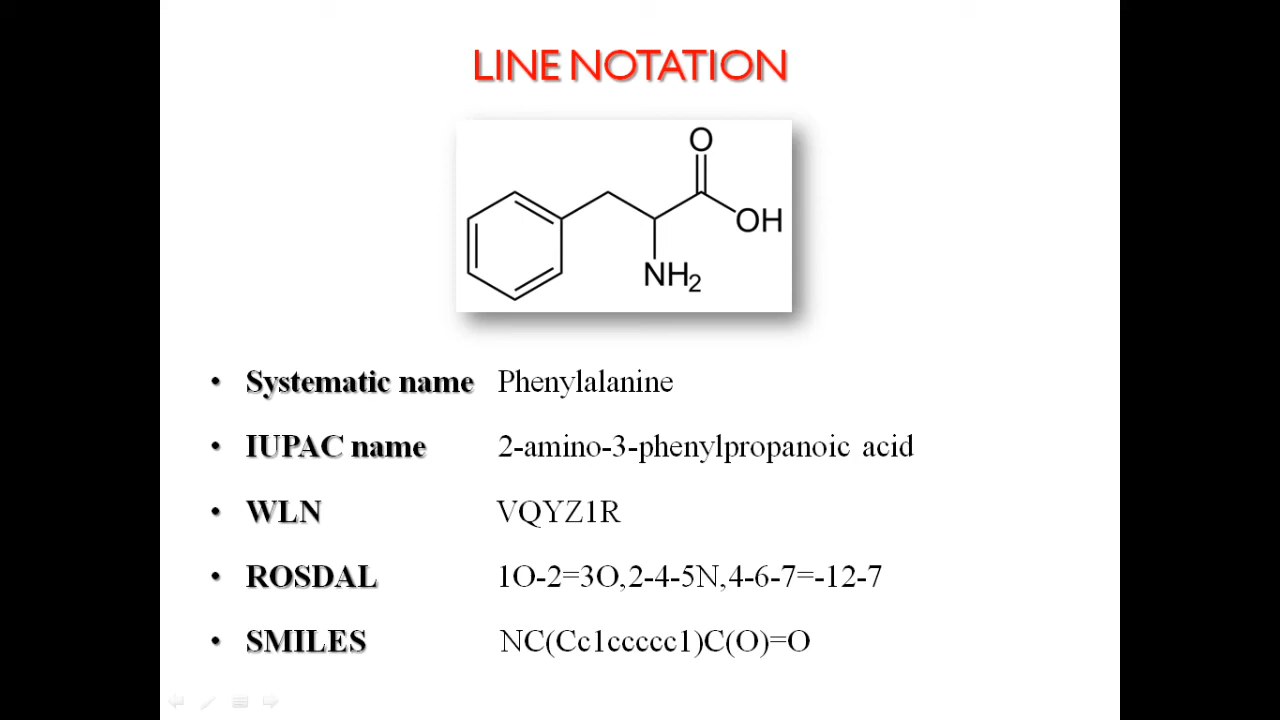 LINE NOTATION
O
OH
NH2
• Systematic name Phenylalanine
• IUPAC name 2-amino-3-phenylpropanoic acid
• WLN VQYZ1R
• ROSDAL 1O-2=3O,2-4-5N,4-6-7=-12-7
• SMILES NC(Cc1ccccc1)C(O)=O